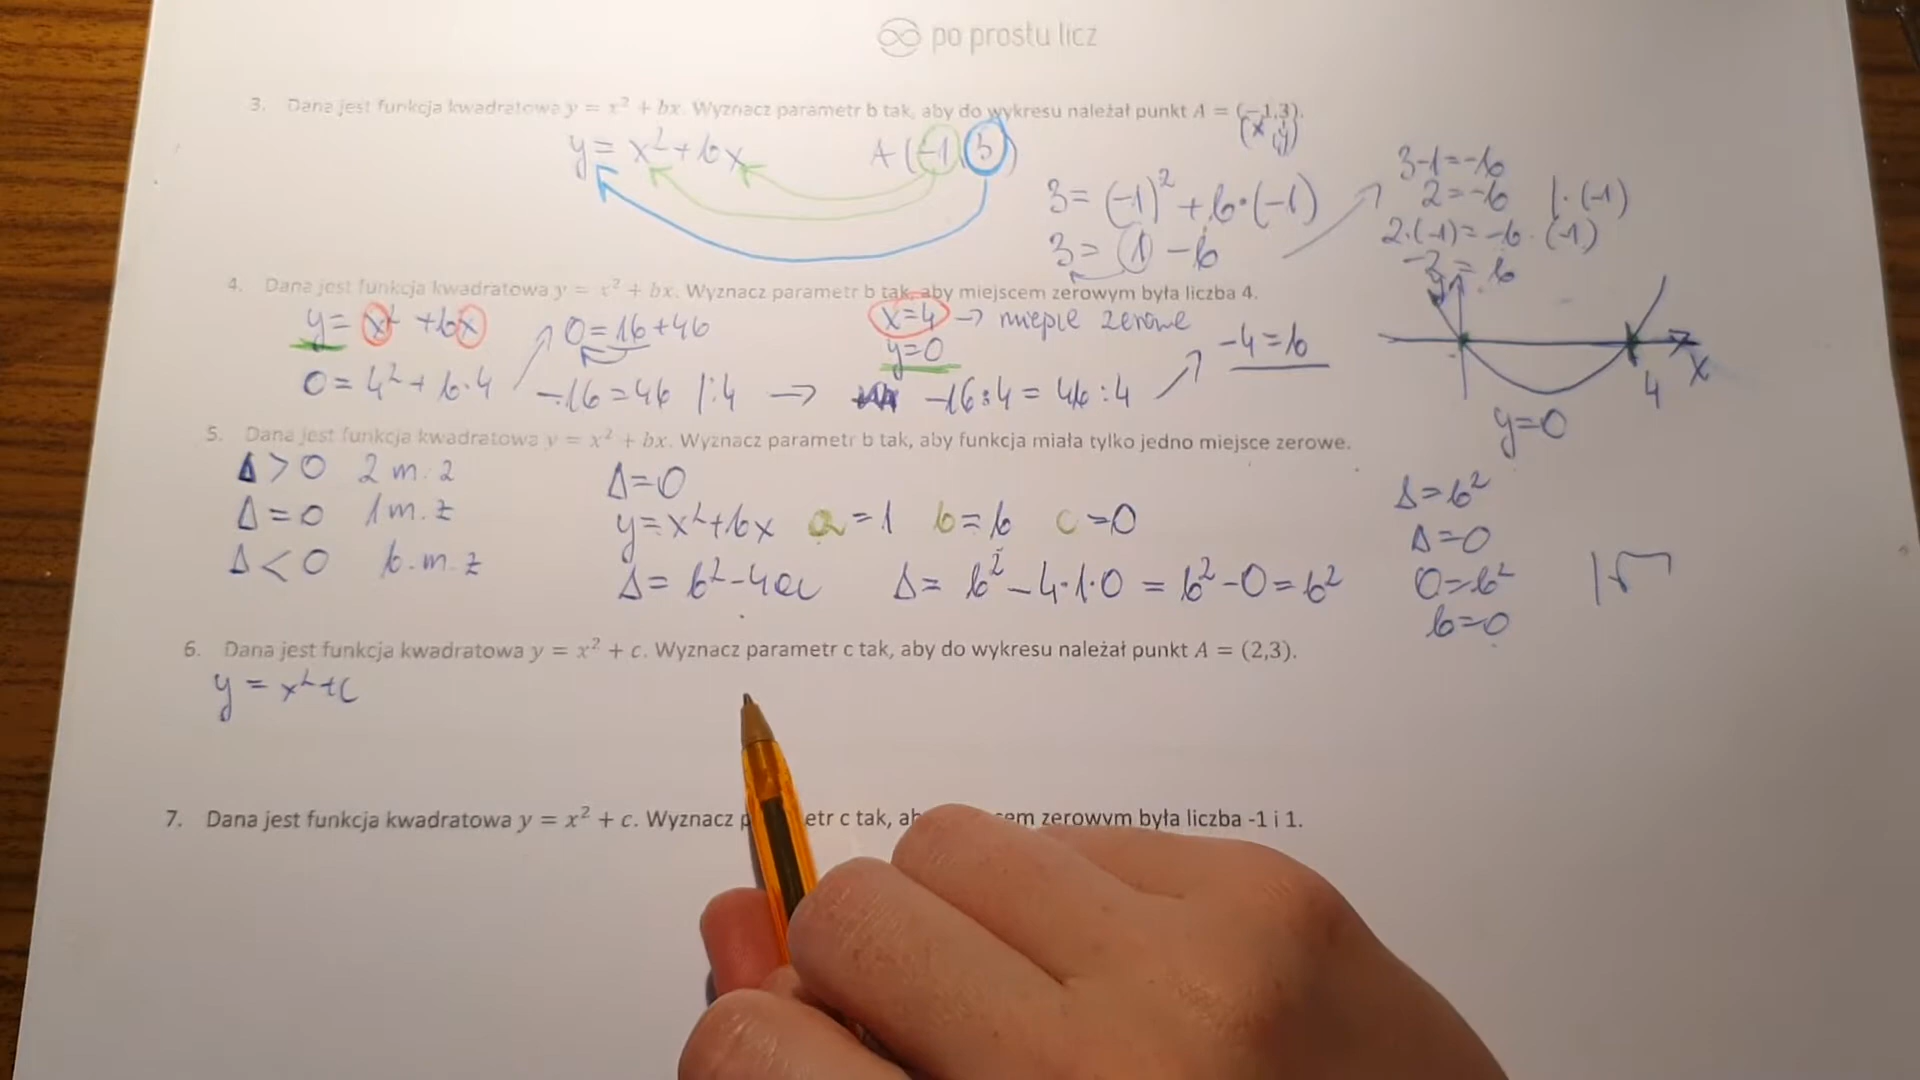 po prostu licz
3. Dana jest funkcja kwadratowa y = x² + bx. Wyznacz parametr b tak, aby do wykresu należał punkt A = (−1,3).
(x, y)
y = x² + bx A (-1, 3)
3 = (-1)² + b·(-1)
3 = 1 - b
3-1 = -b
2 = -b |·(-1)
2·(-1) = -b·(-1)
-2 = b
4. Dana jest funkcja kwadratowa y = x² + bx. Wyznacz parametr b tak, aby miejscem zerowym była liczba 4.
y = x² + bx
0 = 4² + b·4
0 = 16 + 4b
-16 = 4b |:4
x=4 → miejsce zerowe
y=0
-16:4 = 4b:4
-4 = b
y
x
4
y=0
5. Dana jest funkcja kwadratowa y = x² + bx. Wyznacz parametr b tak, aby funkcja miała tylko jedno miejsce zerowe.
Δ > 0 2 m.z
Δ = 0 1 m.z
Δ < 0 b.m.z
Δ = 0
y = x² + bx a = 1 b = b c = 0
Δ = b² - 4ac Δ = b² - 4·1·0 = b² - 0 = b²
Δ = b²
Δ = 0
0 = b² |√
b = 0
6. Dana jest funkcja kwadratowa y = x² + c. Wyznacz parametr c tak, aby do wykresu należał punkt A = (2,3).
y = x² + c
7. Dana jest funkcja kwadratowa y = x² + c. Wyznacz p etr c tak, ab sem zerowym była liczba -1 i 1.